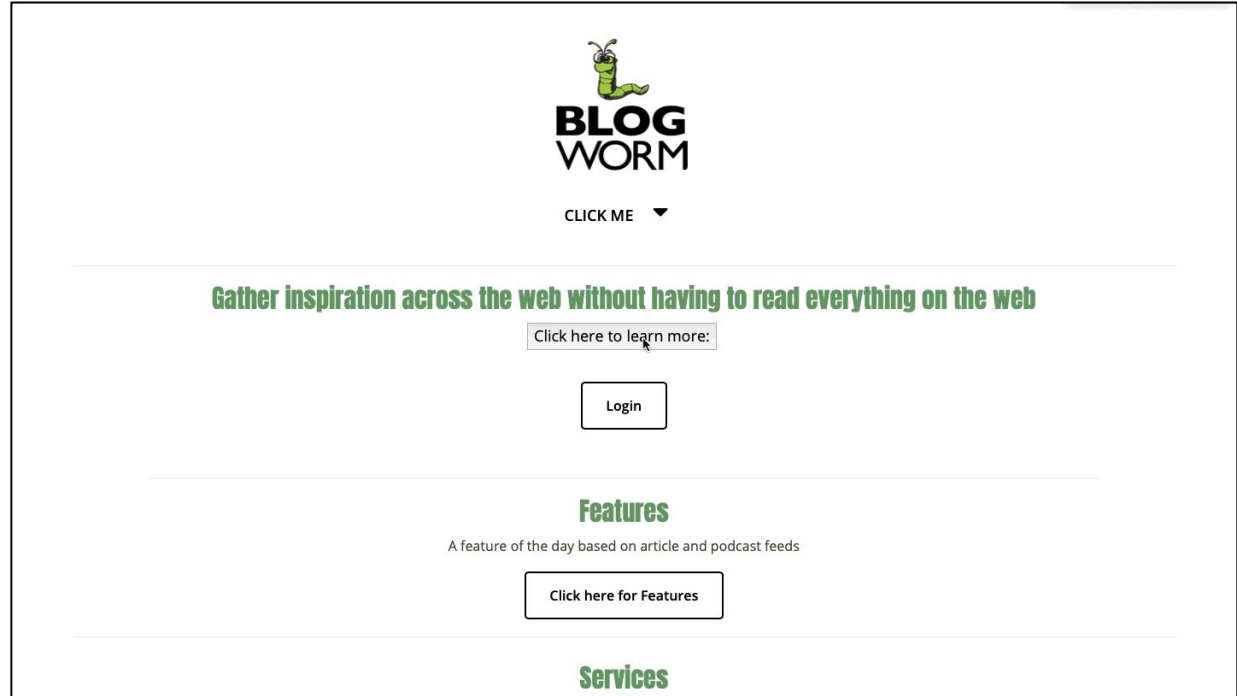 BLOG
WORM
CLICK ME
Gather inspiration across the web without having to read everything on the web
Click here to learn more:
Login
Features
A feature of the day based on article and podcast feeds
Click here for Features
Services